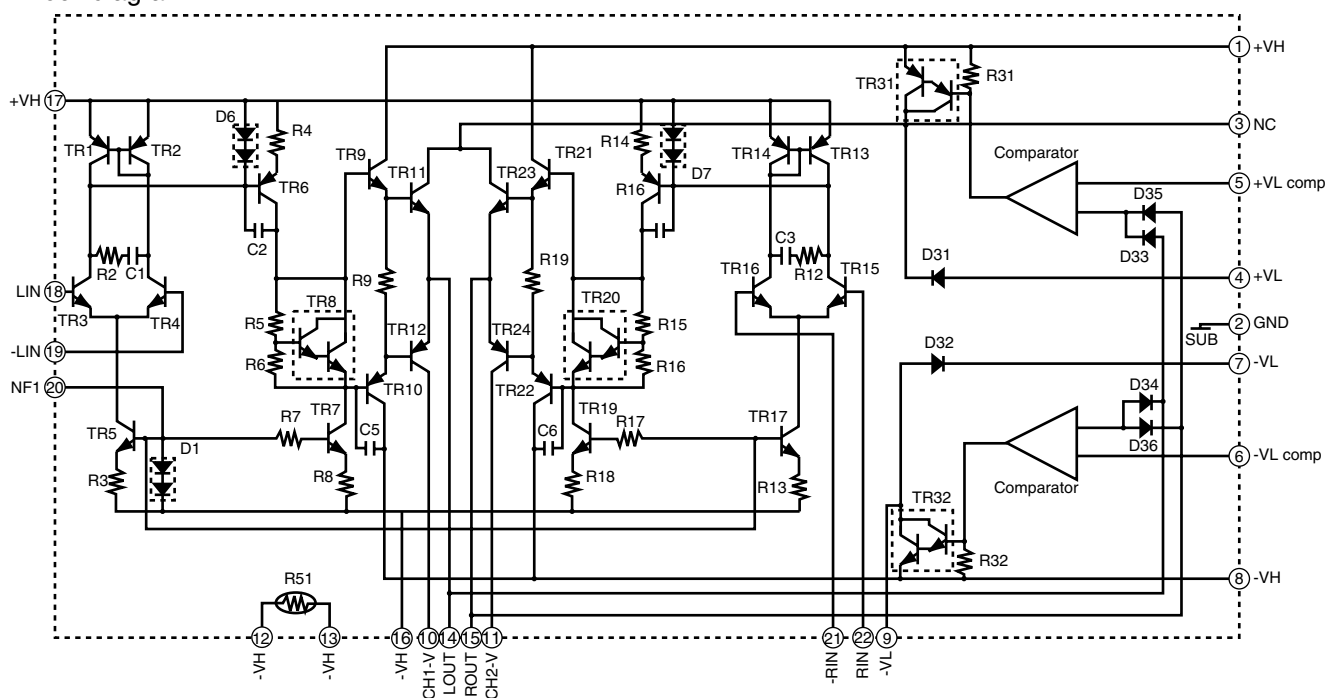 +VH 17
LIN 18
-LIN 19
NF1 20
1 +VH
3 NC
5 +VL comp
4 +VL
2 GND
SUB
7 -VL
6 -VL comp
8 -VH
TR1
TR2
D6
R4
TR6
C2
R2
C1
TR3
TR4
R5
R6
TR8
TR5
R3
D1
R7
TR7
R8
TR9
TR11
R9
TR12
TR10
C5
TR23
TR21
R19
TR24
TR22
C6
TR20
R15
R16
TR19
R17
R18
R14
R16
D7
TR14
TR13
C3
R12
TR16
TR15
TR17
R13
TR31
R31
Comparator
D35
D33
D31
D32
D34
D36
Comparator
TR32
R32
R51
12
13
16
10
14
15
11
21
22
9
-VH
-VH
-VH
CH1-V
LOUT
ROUT
CH2-V
-RIN
RIN
-VL